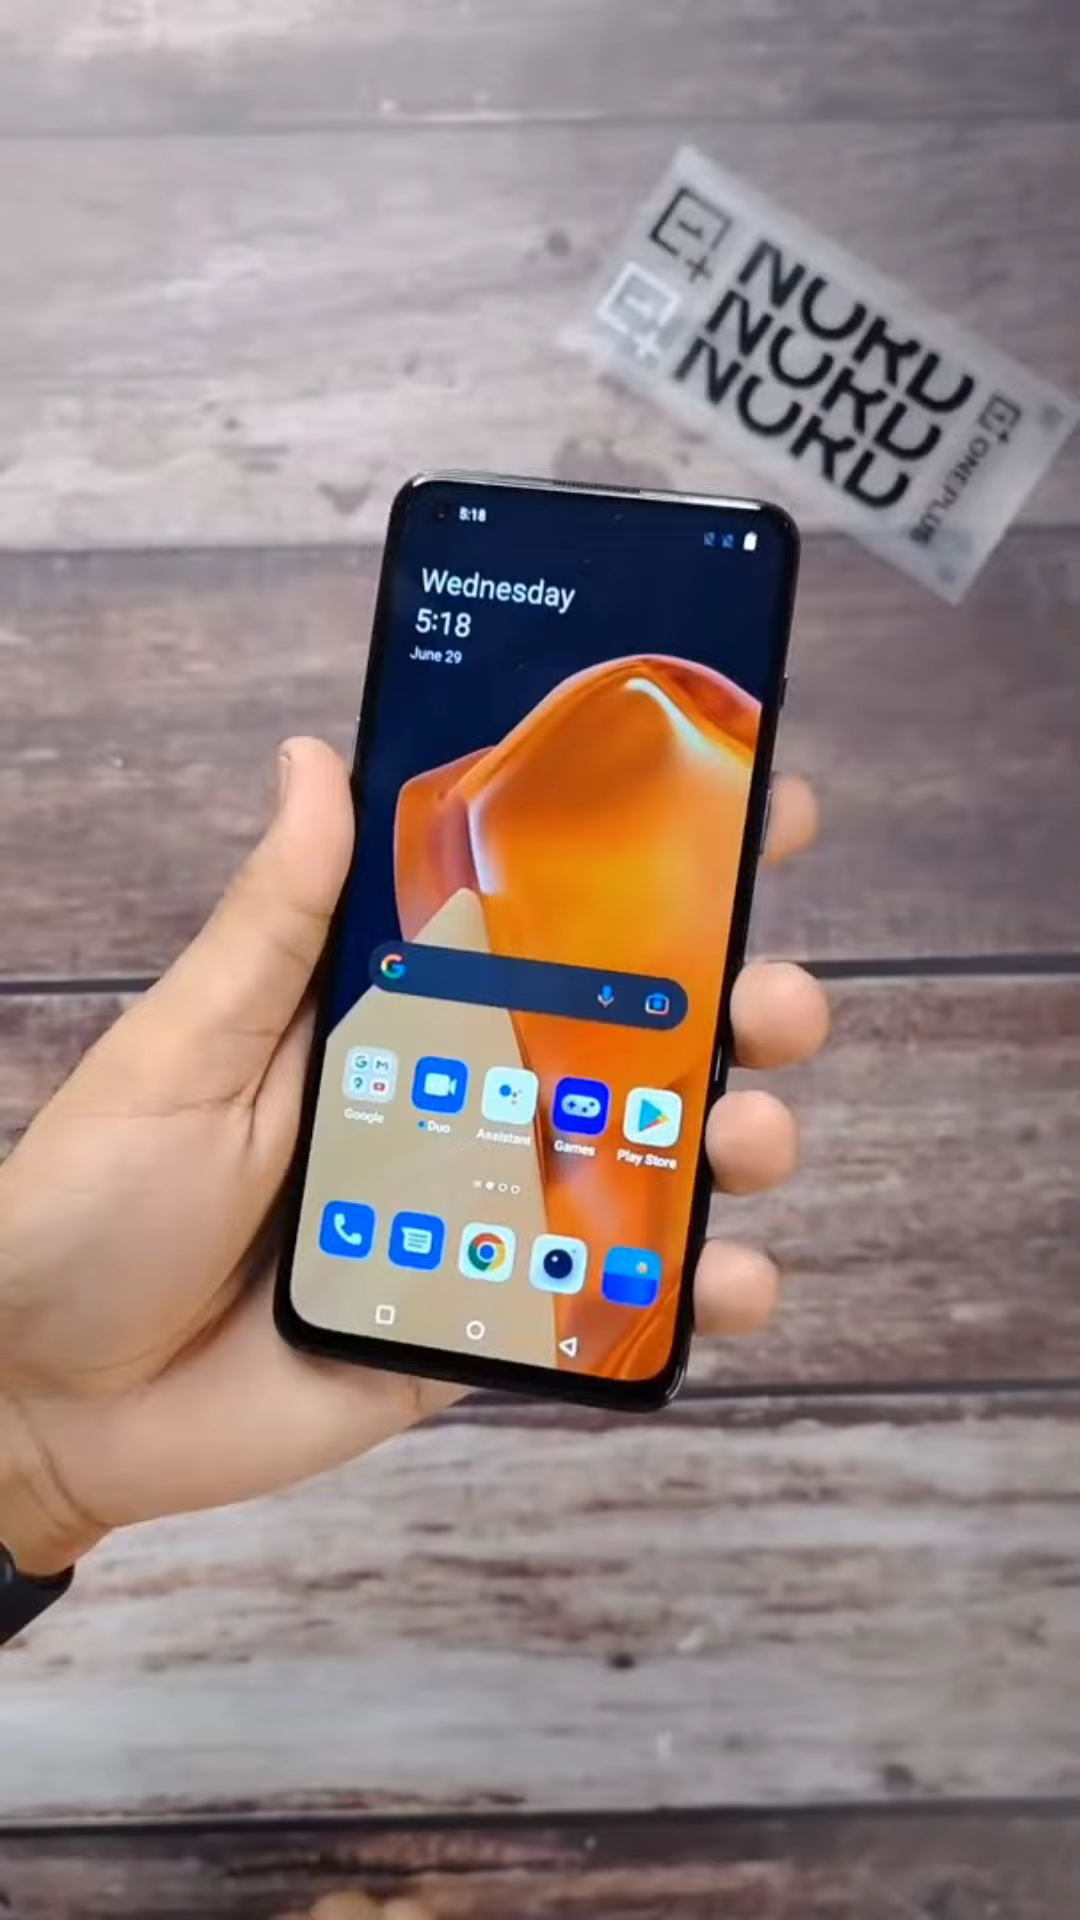 NORD
NORD
NORD
ONEPLUS
5:18
Wednesday
5:18
June 29
Google
Duo
Assistant
Games
Play Store